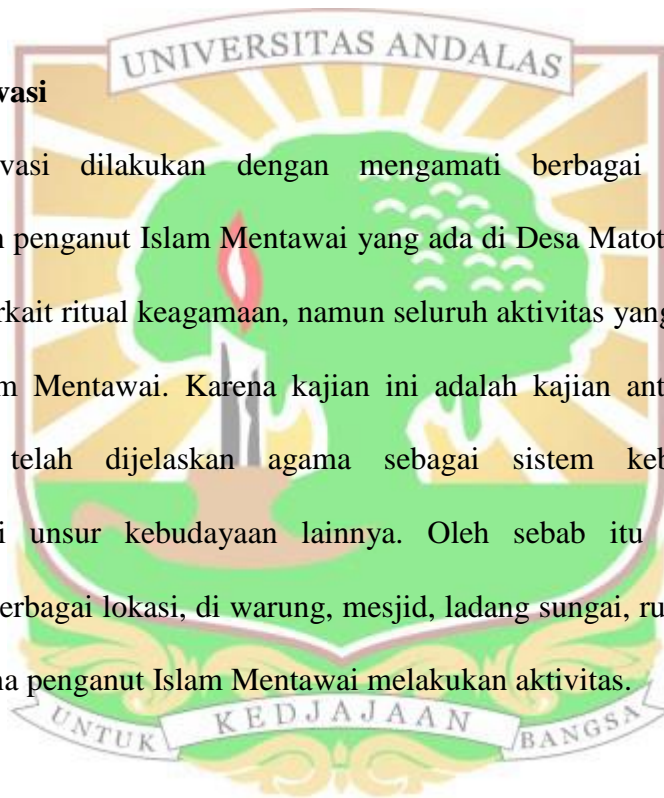 UNIVERSITAS ANDALAS
vasi
vasi dilakukan dengan mengamati berbagai
n penganut Islam Mentawai yang ada di Desa Matot
rkait ritual keagamaan, namun seluruh aktivitas yang
m Mentawai. Karena kajian ini adalah kajian ant
telah dijelaskan agama sebagai sistem keb
i unsur kebudayaan lainnya. Oleh sebab itu
erbagai lokasi, di warung, mesjid, ladang sungai, ru
na penganut Islam Mentawai melakukan aktivitas.
UNTUK KEDJAJAAN BANGSA